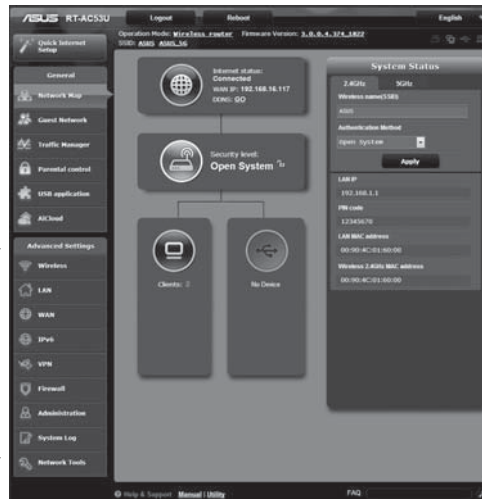 ASUS RT-AC53U Logout Reboot English
Quick Internet Setup
Operation Mode: Wireless router Firmware Version: 3.0.0.4.374_1822
SSID: ASUS ASUS_5G
General
Network Map
Guest Network
Traffic Manager
Parental control
USB application
AiCloud
Advanced Settings
Wireless
LAN
WAN
IPv6
VPN
Firewall
Administration
System Log
Network Tools
Internet status:
Connected
WAN IP: 192.168.16.117
DDNS: GO
Security level:
Open System
Clients:
No Device
System Status
2.4GHz 5GHz
Wireless name(SSID)
ASUS
Authentication Method
Open System
Apply
LAN IP
192.168.1.1
PIN code
12345670
LAN MAC address
00:90:4C:01:60:00
Wireless 2.4GHz MAC address
00:90:4C:01:60:00
Help & Support Manual | Utility FAQ